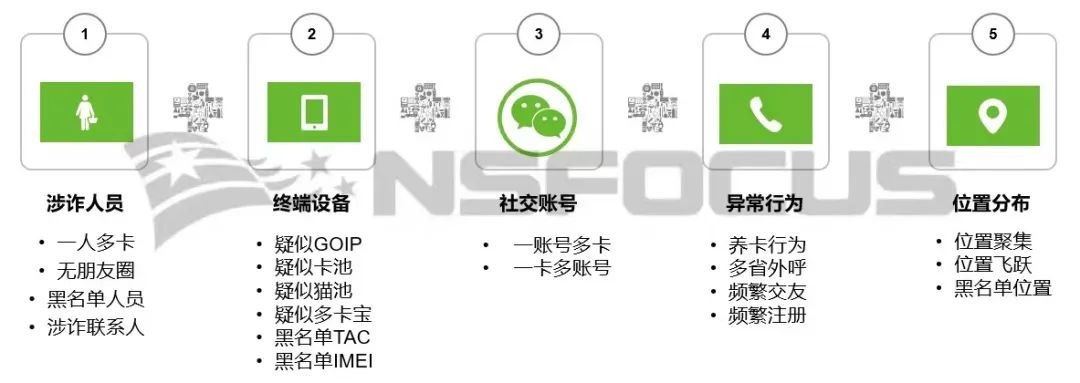 1
2
3
4
5
NSFOCUS
涉诈人员
• 一人多卡
• 无朋友圈
• 黑名单人员
• 涉诈联系人
终端设备
• 疑似GOIP
• 疑似卡池
• 疑似猫池
• 疑似多卡宝
• 黑名单TAC
• 黑名单IMEI
社交账号
• 一账号多卡
• 一卡多账号
异常行为
• 养卡行为
• 多省外呼
• 频繁交友
• 频繁注册
位置分布
• 位置聚集
• 位置飞跃
• 黑名单位置